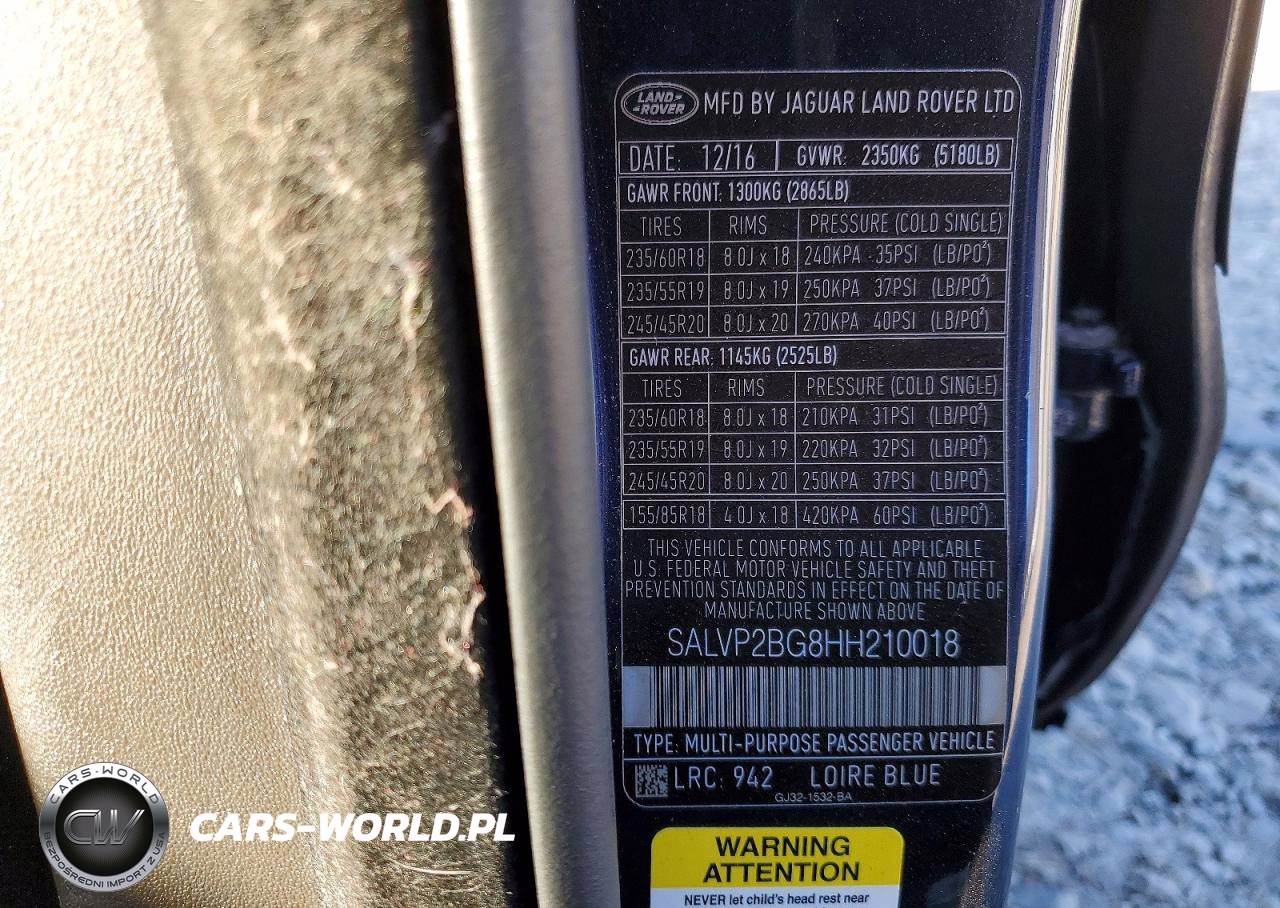 LAND-
-ROVER
MFD BY JAGUAR LAND ROVER LTD
DATE: 12/16 GVWR: 2350KG (5180LB)
GAWR FRONT: 1300KG (2865LB)
TIRES RIMS PRESSURE (COLD SINGLE)
235/60R18 8.0J x 18 240KPA 35PSI (LB/PO²)
235/55R19 8.0J x 19 250KPA 37PSI (LB/PO²)
245/45R20 8.0J x 20 270KPA 40PSI (LB/PO²)
GAWR REAR: 1145KG (2525LB)
TIRES RIMS PRESSURE (COLD SINGLE)
235/60R18 8.0J x 18 210KPA 31PSI (LB/PO²)
235/55R19 8.0J x 19 220KPA 32PSI (LB/PO²)
245/45R20 8.0J x 20 250KPA 37PSI (LB/PO²)
155/85R18 4.0J x 18 420KPA 60PSI (LB/PO²)
THIS VEHICLE CONFORMS TO ALL APPLICABLE
U.S. FEDERAL MOTOR VEHICLE SAFETY AND THEFT
PREVENTION STANDARDS IN EFFECT ON THE DATE OF
MANUFACTURE SHOWN ABOVE
SALVP2BG8HH210018
TYPE: MULTI-PURPOSE PASSENGER VEHICLE
LRC: 942 LOIRE BLUE
GJ32-1532-BA
WARNING
ATTENTION
NEVER let child's head rest near
CARS-WORLD
CW
BEZPOŚREDNI IMPORT Z USA
CARS-WORLD.PL